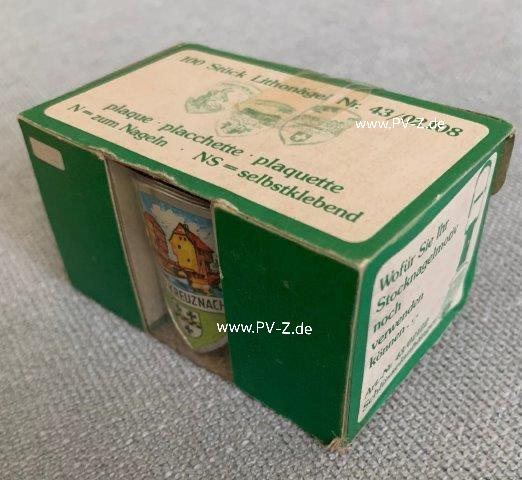 100 Stück Lithonägel Nr. 43
www.PV-Z.de
plaque · placchette · plaquette
N = zum Nageln · NS = selbstklebend
KREUZNACH
www.PV-Z.de
Wofür Sie Ihr
Stocknagelmotiv
noch
verwenden
können